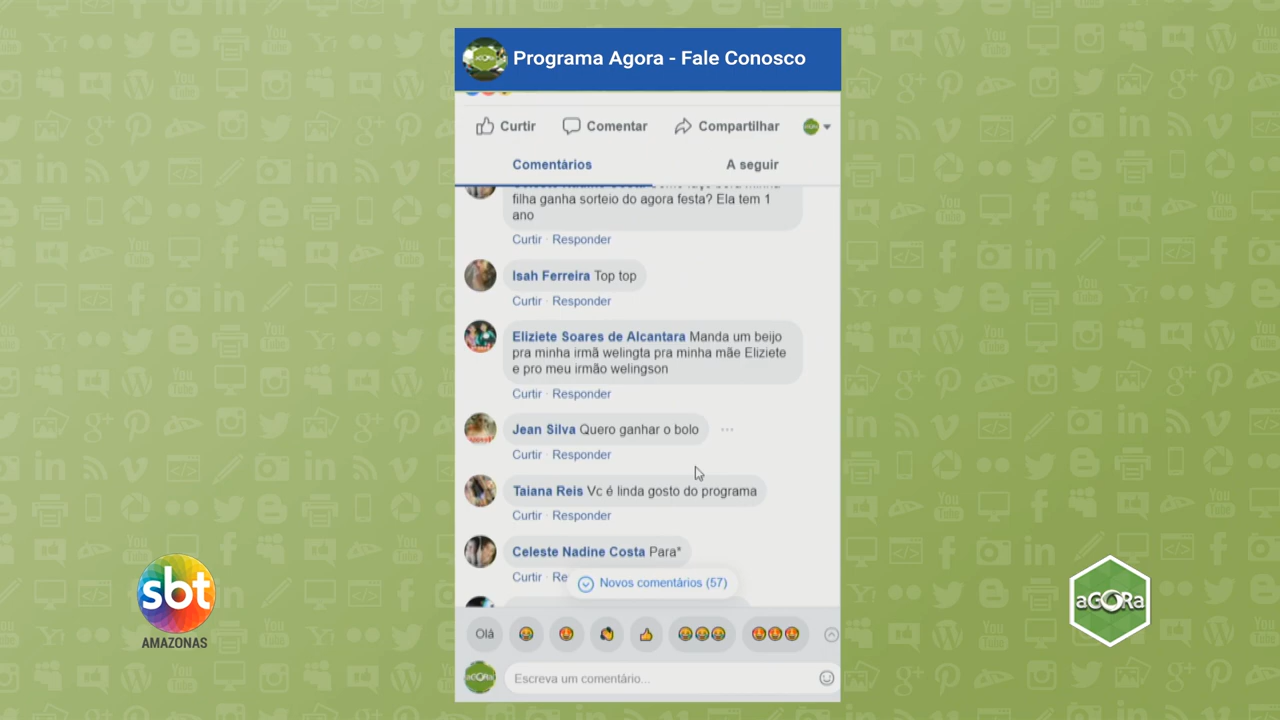 Programa Agora - Fale Conosco
Curtir Comentar Compartilhar
Comentários A seguir
filha ganha sorteio do agora festa? Ela tem 1
ano
Curtir · Responder
Isah Ferreira Top top
Curtir · Responder
Eliziete Soares de Alcantara Manda um beijo
pra minha irmã welingta pra minha mãe Eliziete
e pro meu irmão welingson
Curtir · Responder
Jean Silva Quero ganhar o bolo ...
Curtir · Responder
Taiana Reis Vc é linda gosto do programa
Curtir · Responder
Celeste Nadine Costa Para*
Curtir · Re
Novos comentários (57)
Olá
Escreva um comentário...
sbt
AMAZONAS
aGORa